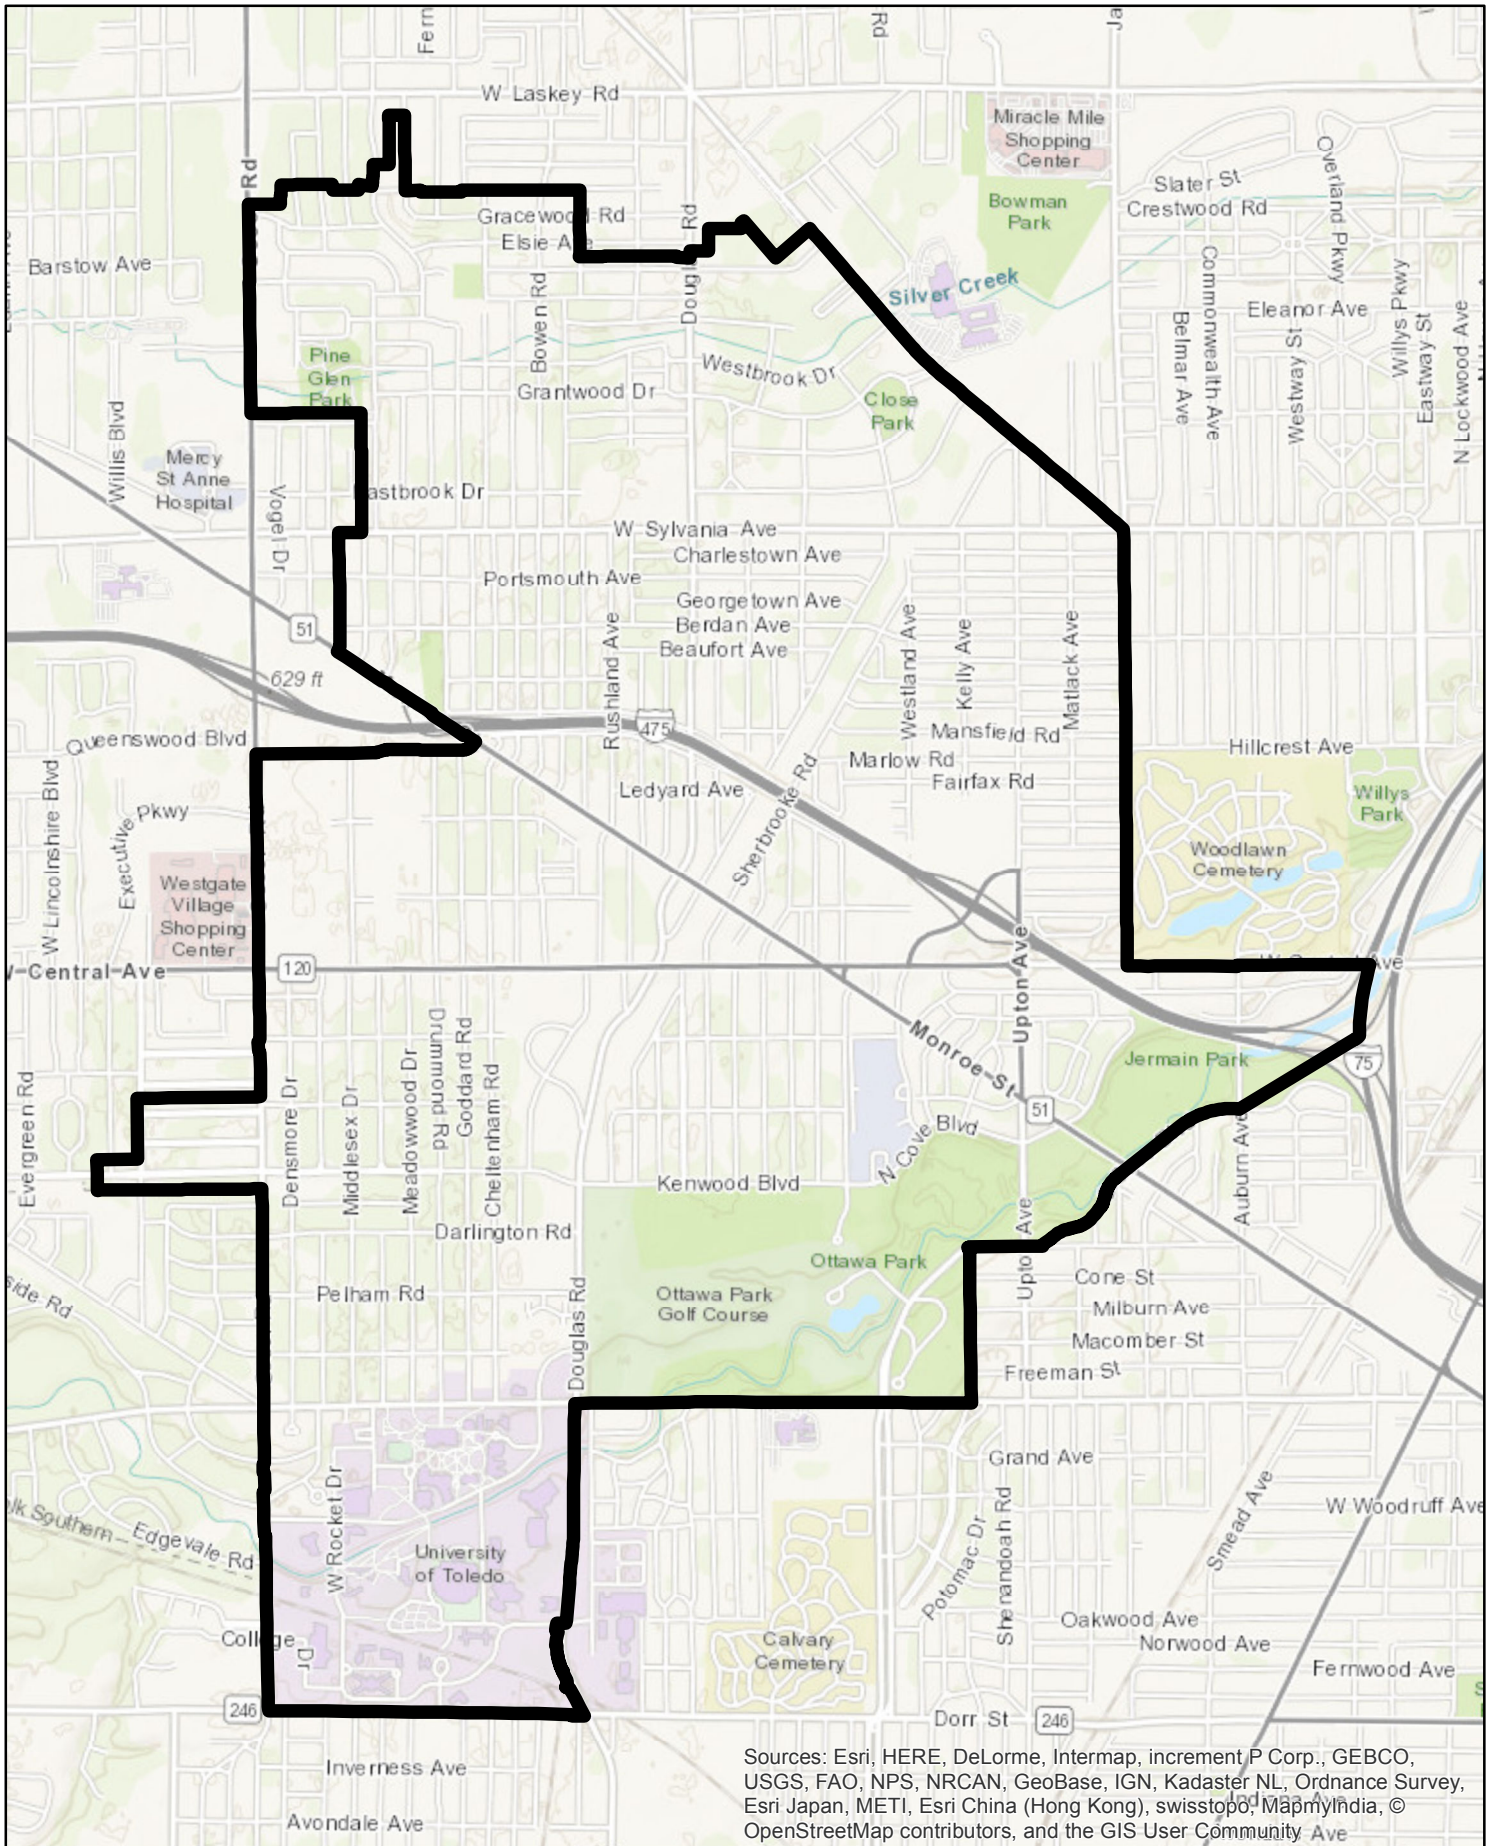 Fern
Rd
Ja
W Laskey Rd
Miracle Mile
Shopping
Center
Overland Pkwy
Rd
Slater St
Crestwood Rd
Bowman
Park
Gracewood Rd
Elsie Ave
Rd
Barstow Ave
Dougl
Bowen Rd
Silver Creek
Commonwealth Ave
Eleanor Ave
Belmar Ave
Westway St
Willys Pkwy
Eastway St
N Lockwood Ave
Pine
Glen
Park
Westbrook Dr
Grantwood Dr
Close
Park
Willis Blvd
Mercy
St Anne
Hospital
Vogel Dr
astbrook Dr
W Sylvania Ave
Charlestown Ave
Portsmouth Ave
Georgetown Ave
Berdan Ave
Beaufort Ave
51
Rushland Ave
Westland Ave
Kelly Ave
Matlack Ave
629 ft
475
Queenswood Blvd
Mansfield Rd
Marlow Rd
Fairfax Rd
Hillcrest Ave
Willys
Park
Ledyard Ave
Sherbrooke Rd
W Lincolnshire Blvd
Executive Pkwy
Woodlawn
Cemetery
Westgate
Village
Shopping
Center
W Central Ave
120
Upton Ave
W Central Ave
Drummond Rd
Goddard Rd
Monroe St
Jermain Park
75
Evergreen Rd
Densmore Dr
Middlesex Dr
Meadowwood Dr
Cheltenham Rd
51
N Cove Blvd
Auburn Ave
Kenwood Blvd
Darlington Rd
Upto Ave
Ottawa Park
Cone St
side Rd
Pelham Rd
Douglas Rd
Ottawa Park
Golf Course
Milburn Ave
Macomber St
Freeman St
Grand Ave
W Rocket Dr
Shenandoah Rd
Potomac Dr
Smead Ave
W Woodruff Ave
lk Southern
Edgevale Rd
University
of Toledo
Oakwood Ave
Norwood Ave
College Dr
Calvary
Cemetery
Fernwood Ave
S
246
Dorr St
246
Inverness Ave
Avondale Ave
Sources: Esri, HERE, DeLorme, Intermap, increment P Corp., GEBCO,
USGS, FAO, NPS, NRCAN, GeoBase, IGN, Kadaster NL, Ordnance Survey,
Esri Japan, METI, Esri China (Hong Kong), swisstopo, MapmyIndia, ©
OpenStreetMap contributors, and the GIS User Community
Indiana Ave
Ave